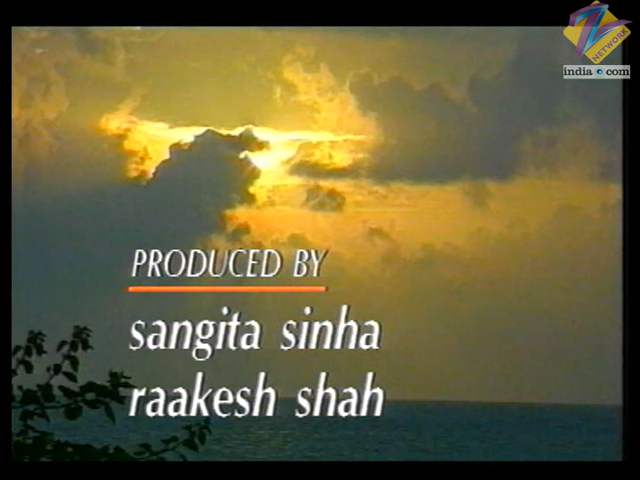 Z NETWORK
india.com
PRODUCED BY
sangita sinha
raakesh shah